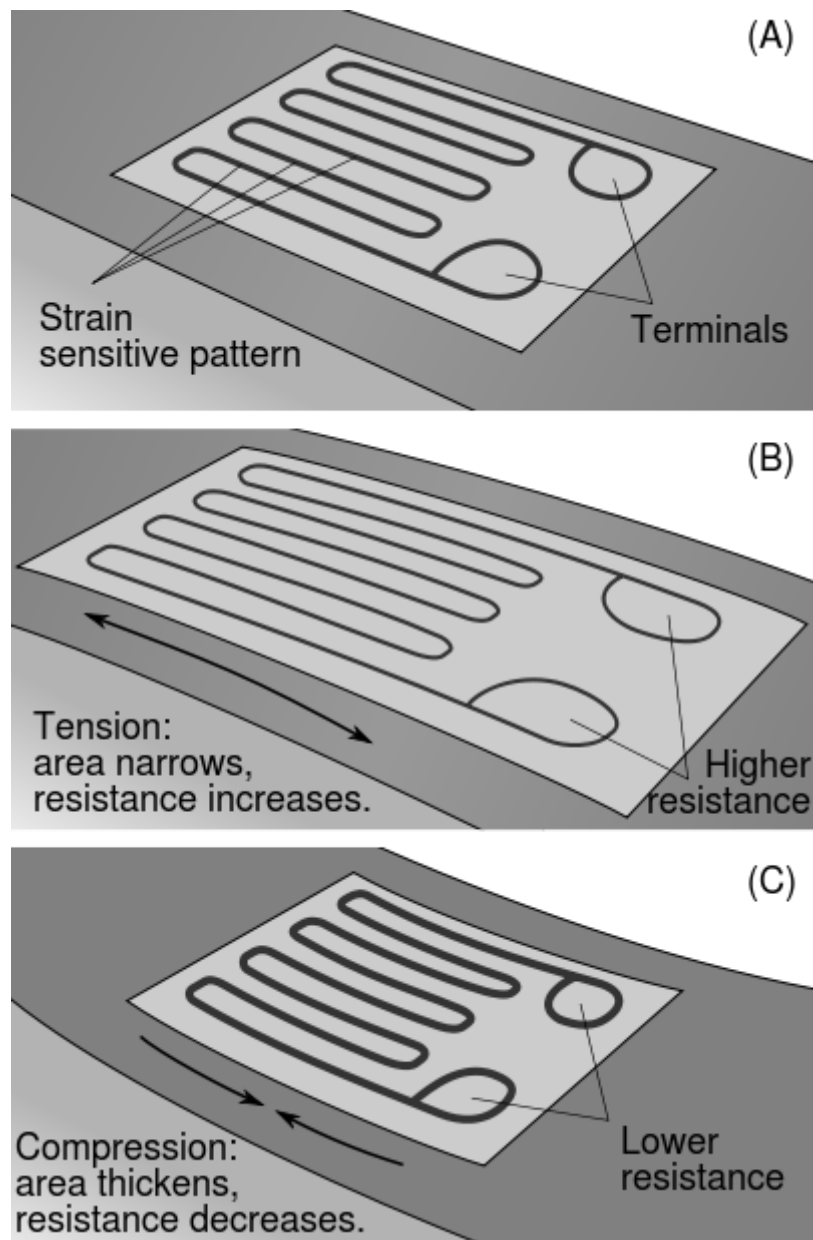 (A)
Strain
sensitive pattern
Terminals
(B)
Tension:
area narrows,
resistance increases.
Higher
resistance
(C)
Compression:
area thickens,
resistance decreases.
Lower
resistance